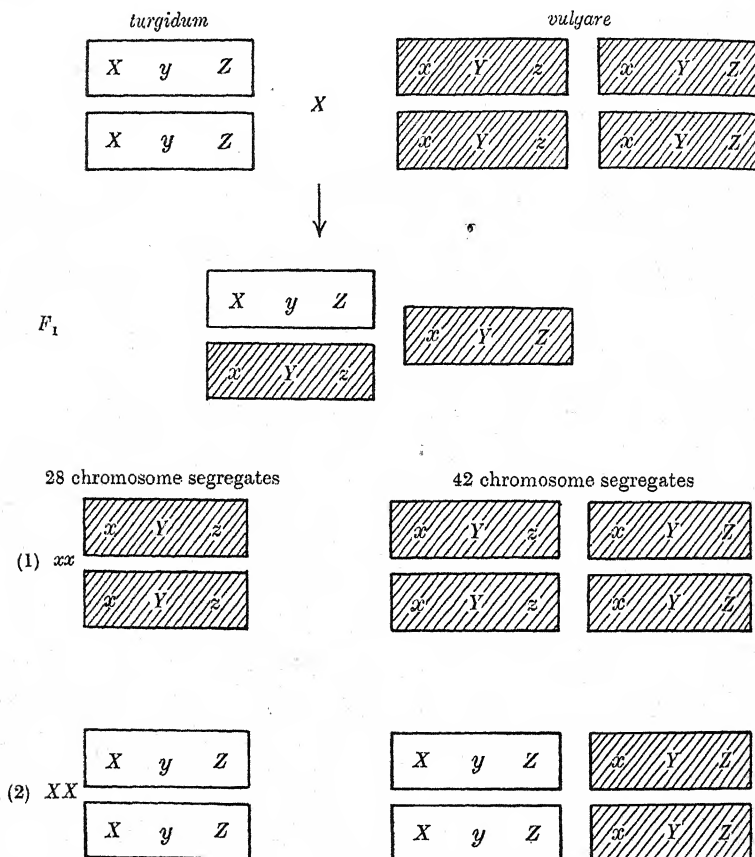 turgidum vulgare
X y Z x Y z x Y Z
X
X y Z x Y z x Y Z
X y Z
F₁ x Y Z
x Y z
28 chromosome segregates 42 chromosome segregates
x Y z x Y z x Y Z
(1) xx
x Y z x Y z x Y Z
X y Z X y Z x Y Z
(2) XX
X y Z X y Z x Y Z